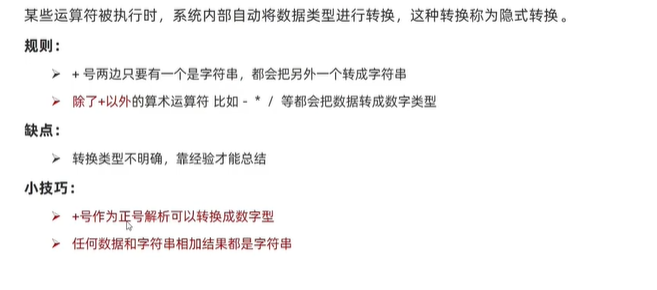 某些运算符被执行时，系统内部自动将数据类型进行转换，这种转换称为隐式转换。
规则：
➢ + 号两边只要有一个是字符串，都会把另外一个转成字符串
➢ 除了+以外的算术运算符 比如 - * / 等都会把数据转成数字类型
缺点：
➢ 转换类型不明确，靠经验才能总结
小技巧：
➢ +号作为正号解析可以转换成数字型
➢ 任何数据和字符串相加结果都是字符串